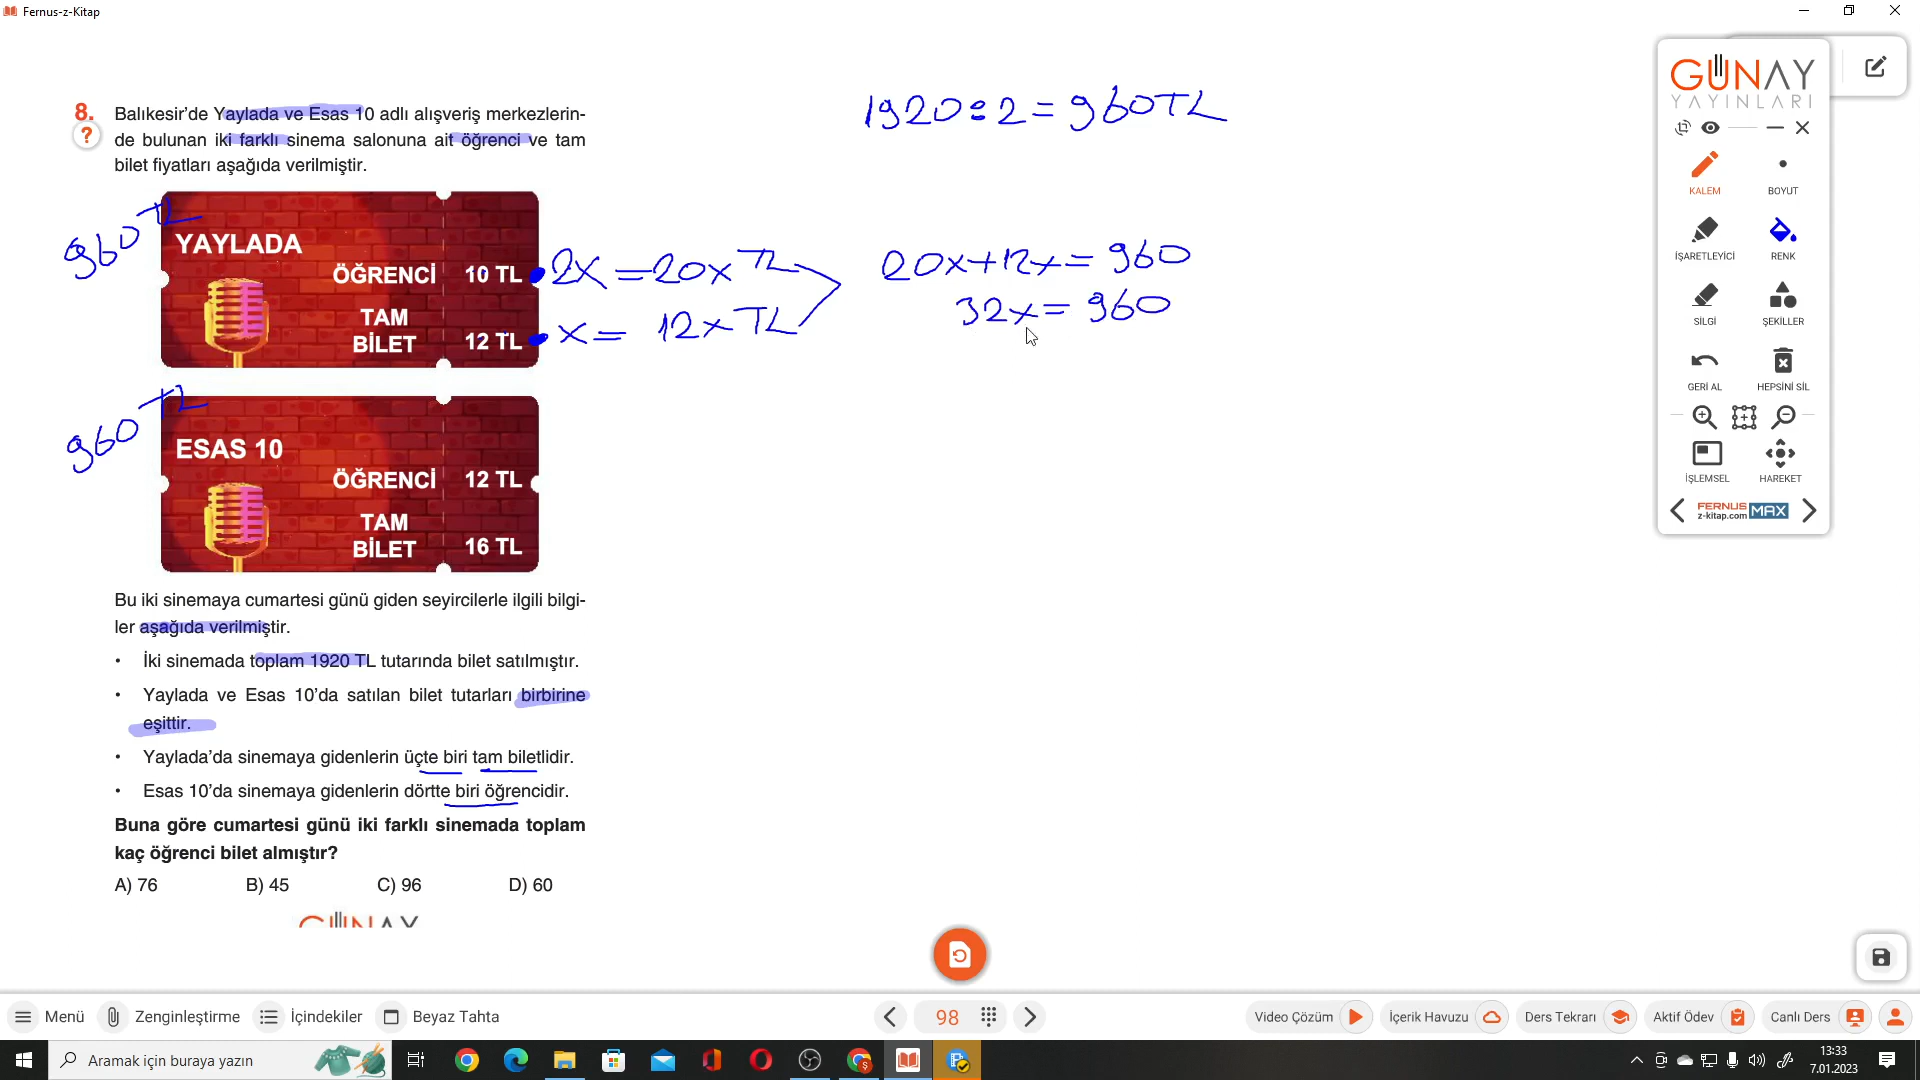 Fernus-z-Kitap
8.
?
Balıkesir'de Yaylada ve Esas 10 adlı alışveriş merkezlerin-
de bulunan iki farklı sinema salonuna ait öğrenci ve tam
bilet fiyatları aşağıda verilmiştir.
1920:2=960TL
960 TL
YAYLADA
ÖĞRENCİ 10 TL
TAM
BİLET 12 TL
.2x=20xTL
.x= 12xTL
20x+12x=960
32x=960
960 TL
ESAS 10
ÖĞRENCİ 12 TL
TAM
BİLET 16 TL
Bu iki sinemaya cumartesi günü giden seyircilerle ilgili bilgi-
ler aşağıda verilmiştir.
• İki sinemada toplam 1920 TL tutarında bilet satılmıştır.
• Yaylada ve Esas 10'da satılan bilet tutarları birbirine
eşittir.
• Yaylada'da sinemaya gidenlerin üçte biri tam biletlidir.
• Esas 10'da sinemaya gidenlerin dörtte biri öğrencidir.
Buna göre cumartesi günü iki farklı sinemada toplam
kaç öğrenci bilet almıştır?
A) 76 B) 45 C) 96 D) 60
GÜNAY
GÜNAY
YAYINLARI
KALEM BOYUT
İŞARETLEYİCİ RENK
SİLGİ ŞEKİLLER
GERİ AL HEPSİNİ SİL
İŞLEMSEL HAREKET
FERNUS
z-kitap.com MAX
Menü Zenginleştirme İçindekiler Beyaz Tahta 98 Video Çözüm İçerik Havuzu Ders Tekrarı Aktif Ödev Canlı Ders
Aramak için buraya yazın
13:33
7.01.2023